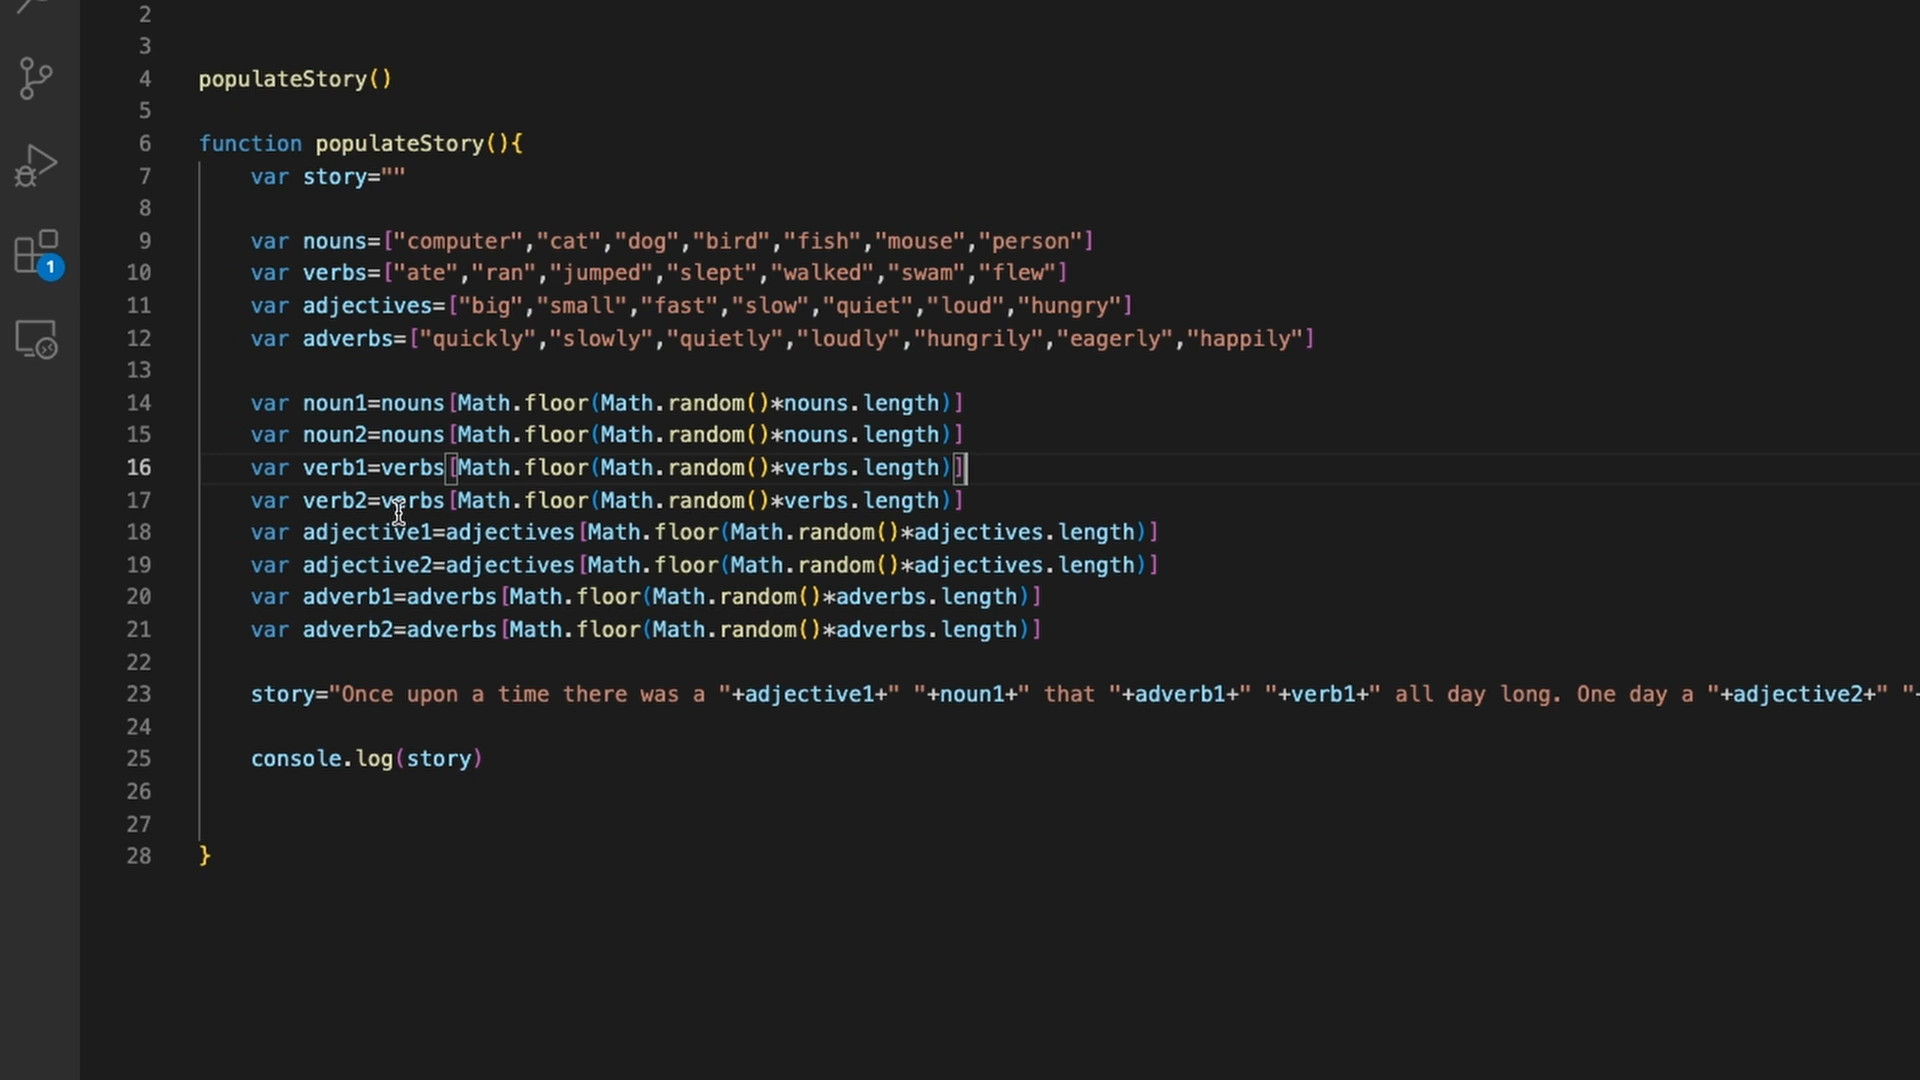 2
3
4 populateStory()
5
6 function populateStory(){
7 var story=""
8
9 var nouns=["computer","cat","dog","bird","fish","mouse","person"]
10 var verbs=["ate","ran","jumped","slept","walked","swam","flew"]
11 var adjectives=["big","small","fast","slow","quiet","loud","hungry"]
12 var adverbs=["quickly","slowly","quietly","loudly","hungrily","eagerly","happily"]
13
14 var noun1=nouns[Math.floor(Math.random()*nouns.length)]
15 var noun2=nouns[Math.floor(Math.random()*nouns.length)]
16 var verb1=verbs[Math.floor(Math.random()*verbs.length)]
17 var verb2=verbs[Math.floor(Math.random()*verbs.length)]
18 var adjective1=adjectives[Math.floor(Math.random()*adjectives.length)]
19 var adjective2=adjectives[Math.floor(Math.random()*adjectives.length)]
20 var adverb1=adverbs[Math.floor(Math.random()*adverbs.length)]
21 var adverb2=adverbs[Math.floor(Math.random()*adverbs.length)]
22
23 story="Once upon a time there was a "+adjective1+" "+noun1+" that "+adverb1+" "+verb1+" all day long. One day a "+adjective2+" "+
24
25 console.log(story)
26
27
28 }
1